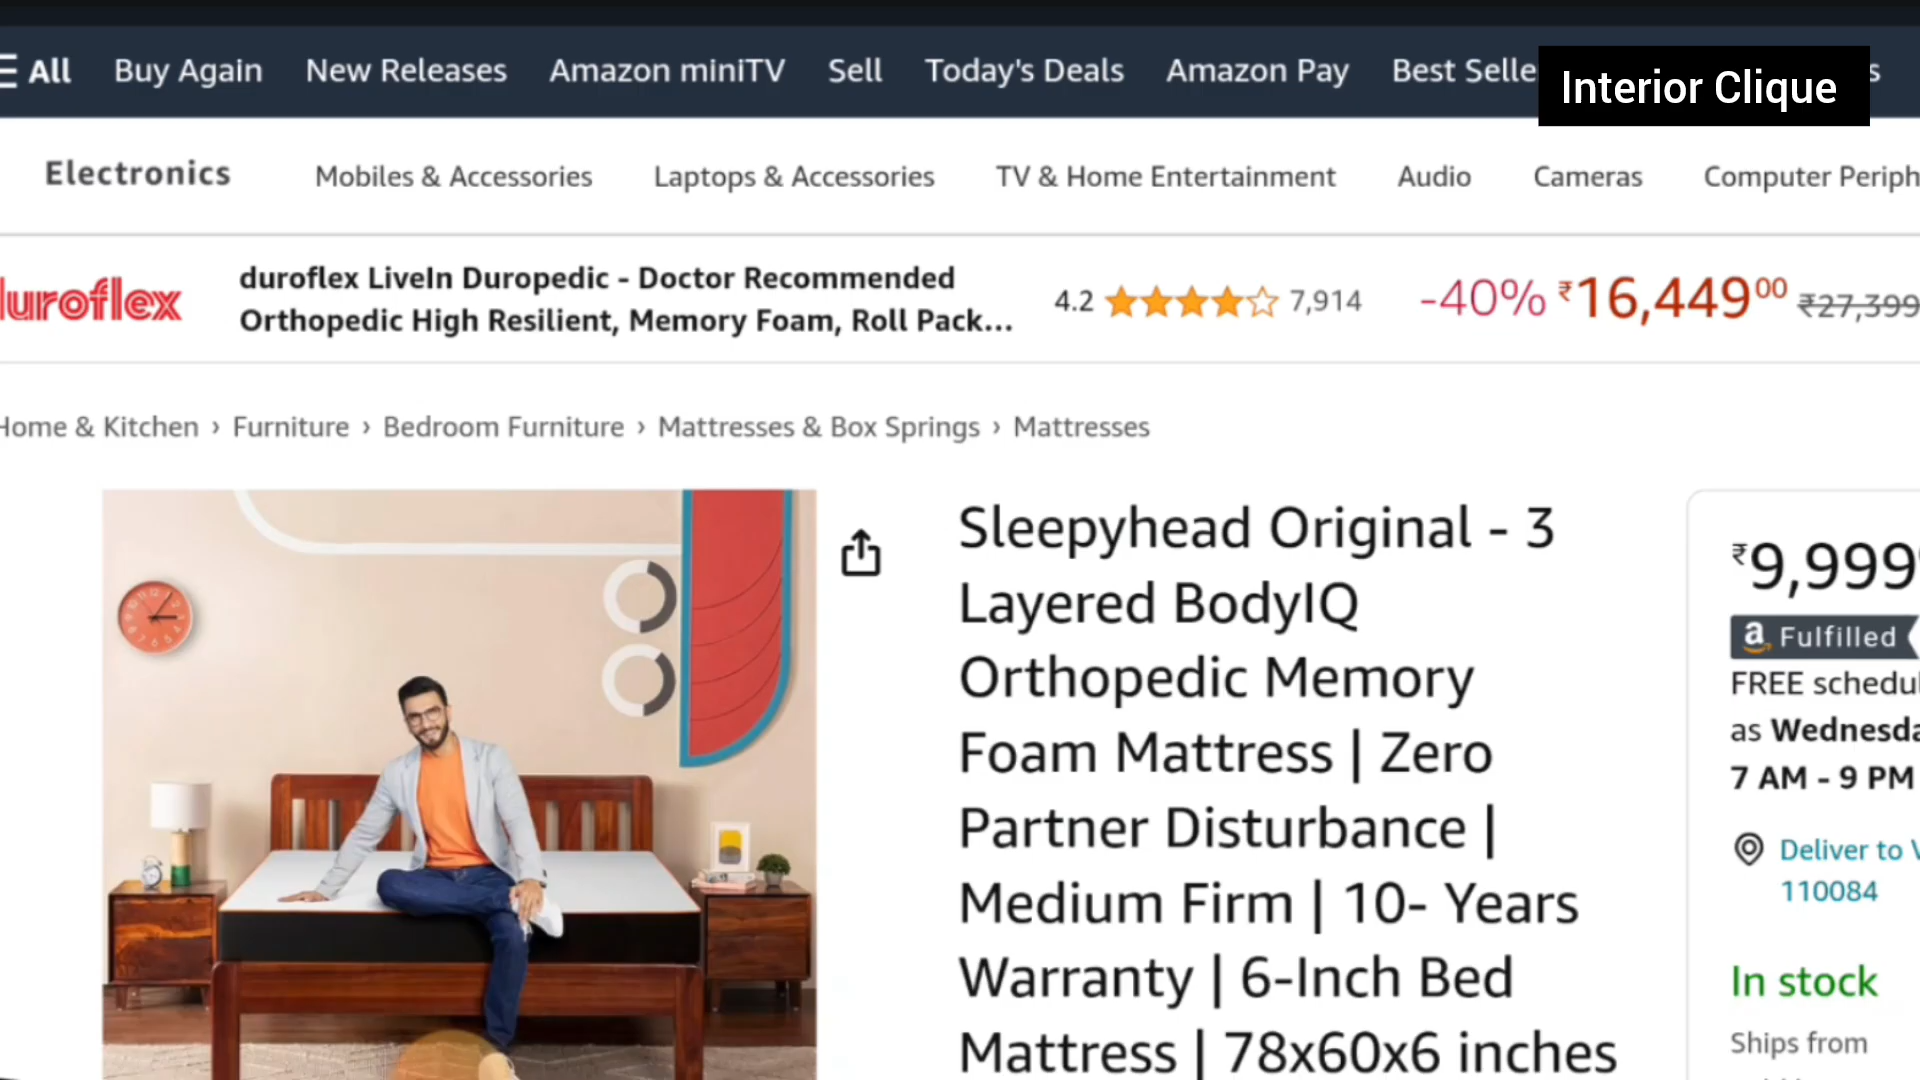 All Buy Again New Releases Amazon miniTV Sell Today's Deals Amazon Pay Best Selle
Interior Clique
Electronics Mobiles & Accessories Laptops & Accessories TV & Home Entertainment Audio Cameras Computer Periph
duroflex
duroflex LiveIn Duropedic - Doctor Recommended
Orthopedic High Resilient, Memory Foam, Roll Pack...
4.2 7,914 -40% ₹16,449.00 ₹27,399
Home & Kitchen › Furniture › Bedroom Furniture › Mattresses & Box Springs › Mattresses
Sleepyhead Original - 3
Layered BodyIQ
Orthopedic Memory
Foam Mattress | Zero
Partner Disturbance |
Medium Firm | 10- Years
Warranty | 6-Inch Bed
Mattress | 78x60x6 inches
₹9,999
a Fulfilled
FREE schedul
as Wednesda
7 AM - 9 PM
Deliver to V
110084
In stock
Ships from